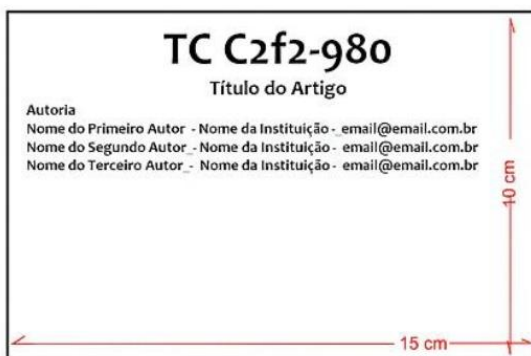 TC C2f2-980
Título do Artigo
Autoria
Nome do Primeiro Autor - Nome da Instituição - email@email.com.br
Nome do Segundo Autor - Nome da Instituição - email@email.com.br
Nome do Terceiro Autor - Nome da Instituição - email@email.com.br
10 cm
15 cm